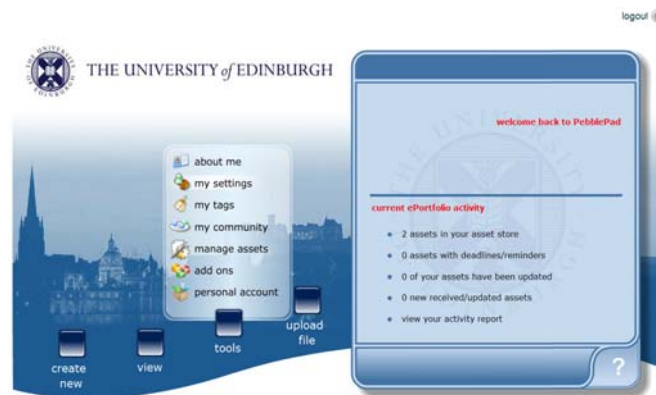 logout
THE UNIVERSITY of EDINBURGH
about me
my settings
my tags
my community
manage assets
add ons
personal account
create
new
view
tools
upload
file
welcome back to PebblePad
current ePortfolio activity
2 assets in your asset store
0 assets with deadlines/reminders
0 of your assets have been updated
0 new received/updated assets
view your activity report
?